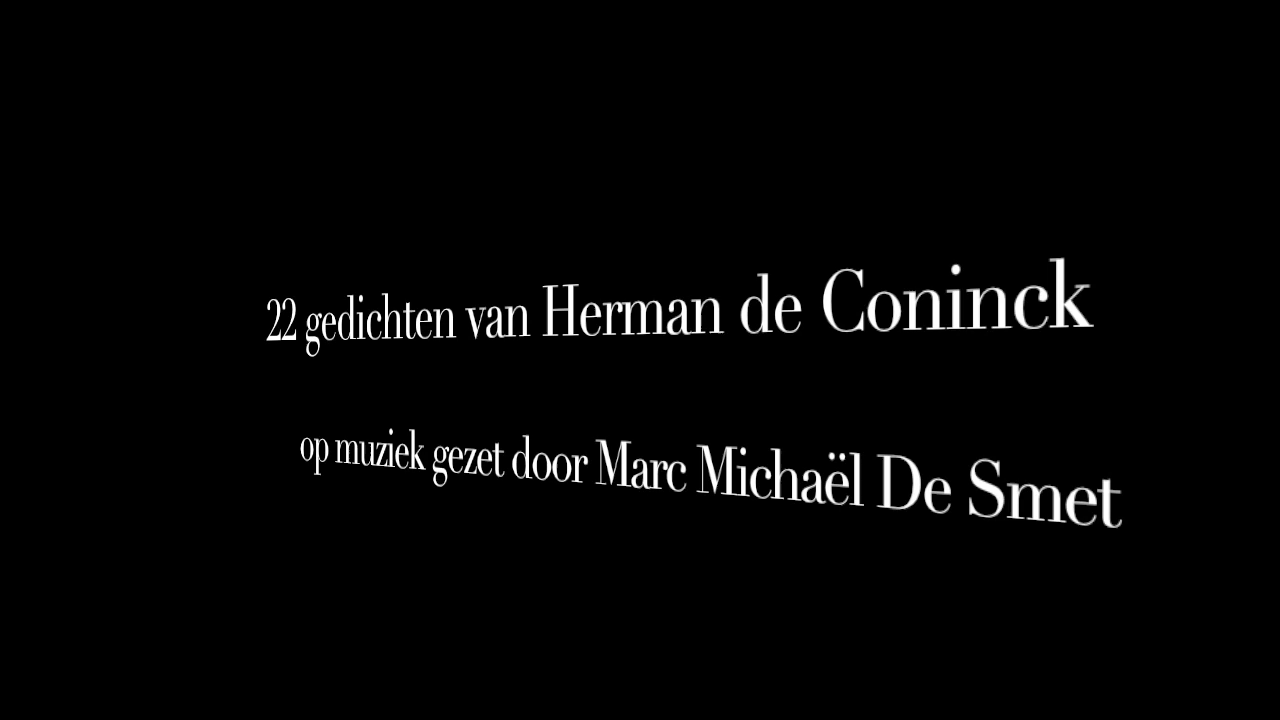 22 gedichten van Herman de Coninck
op muziek gezet door Marc Michaël De Smet